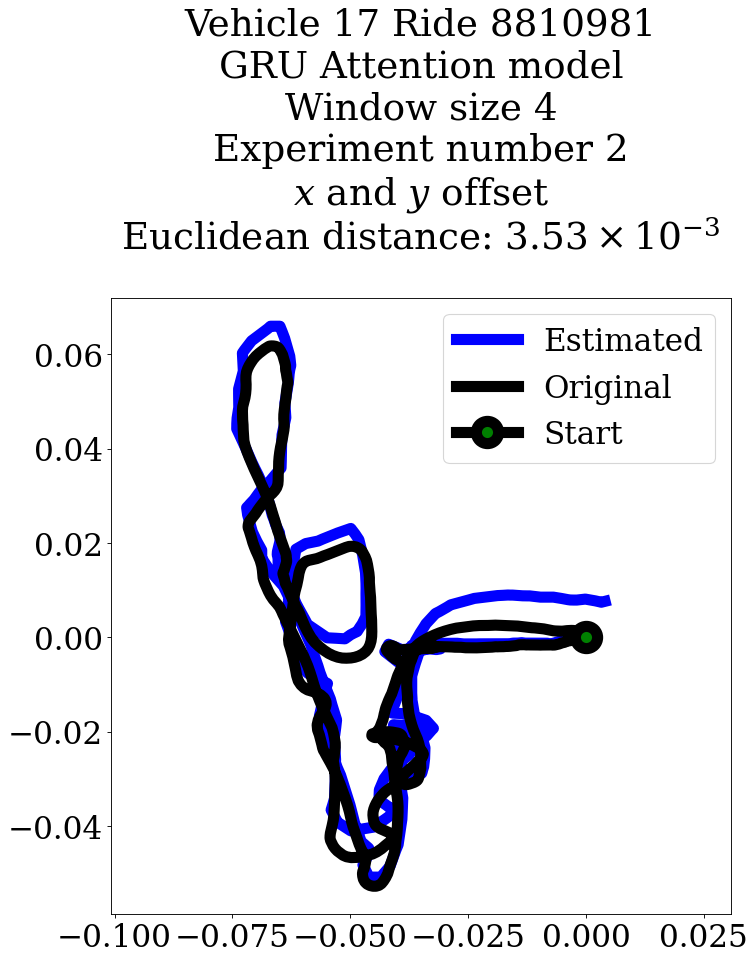 Vehicle 17 Ride 8810981
GRU Attention model
Window size 4
Experiment number 2
x and y offset
Euclidean distance: 3.53 × 10⁻³
Estimated
Original
Start
0.06
0.04
0.02
0.00
−0.02
−0.04
−0.100 −0.075 −0.050 −0.025 0.000 0.025